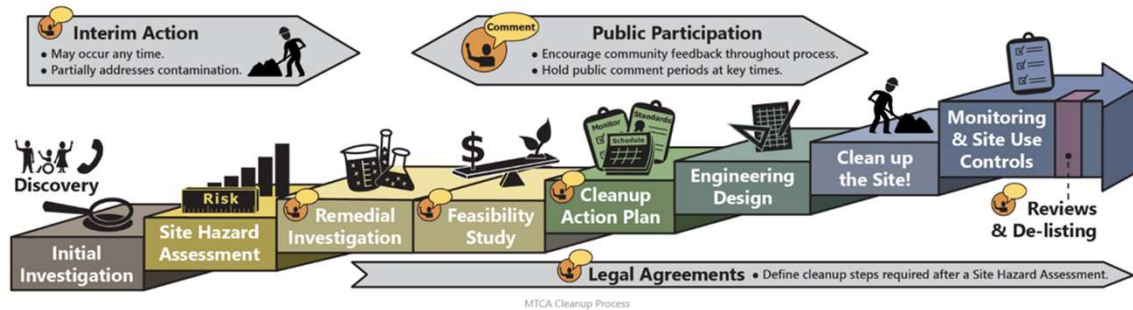 Interim Action
• May occur any time.
• Partially addresses contamination.
Comment
Public Participation
• Encourage community feedback throughout process.
• Hold public comment periods at key times.
Discovery
Initial
Investigation
Risk
Site Hazard
Assessment
Remedial
Investigation
$
Feasibility
Study
Monitor
Standards
Schedule
Cleanup
Action Plan
Engineering
Design
Clean up
the Site!
Monitoring
& Site Use
Controls
Reviews
& De-listing
Legal Agreements • Define cleanup steps required after a Site Hazard Assessment.
MTCA Cleanup Process